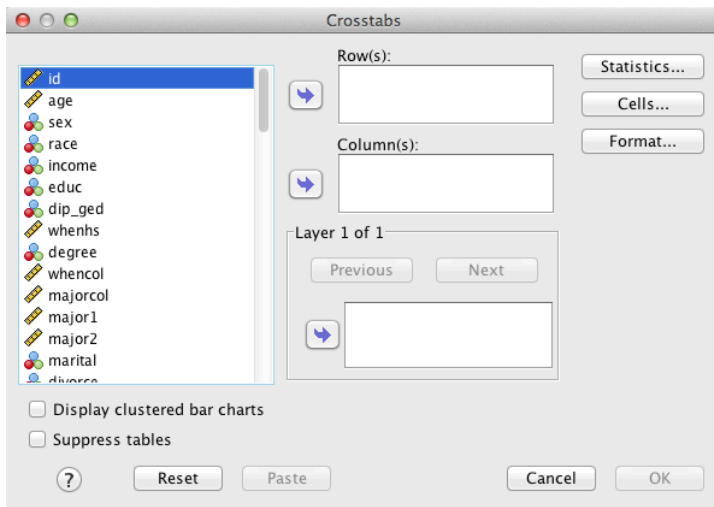 Crosstabs
id
age
sex
race
income
educ
dip_ged
whenhs
degree
whencol
majorcol
major1
major2
marital
divorce
Row(s):
Column(s):
Layer 1 of 1
Previous
Next
Statistics...
Cells...
Format...
Display clustered bar charts
Suppress tables
?
Reset
Paste
Cancel
OK